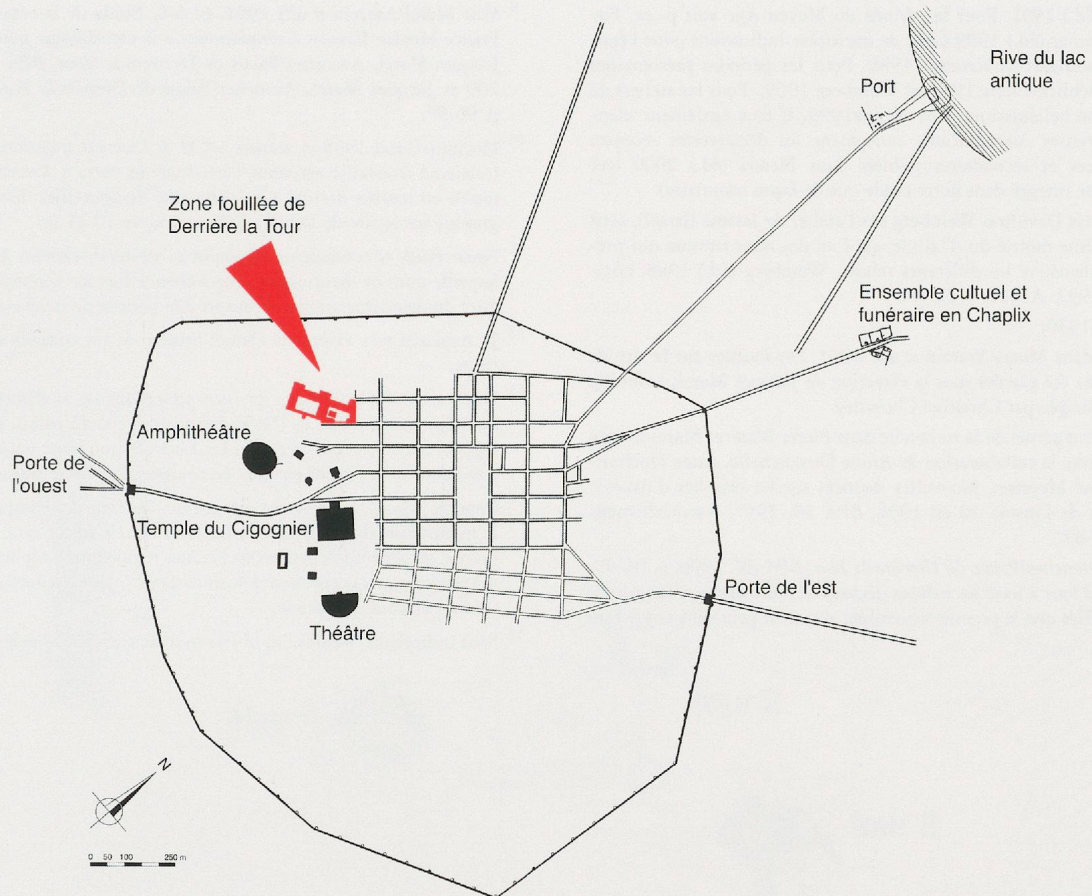 Rive du lac
antique
Port
Zone fouillée de
Derrière la Tour
Ensemble cultuel et
funéraire en Chaplix
Amphithéâtre
Porte de
l'ouest
Temple du Cigognier
Porte de l'est
Théâtre
N
0 50 100 250 m